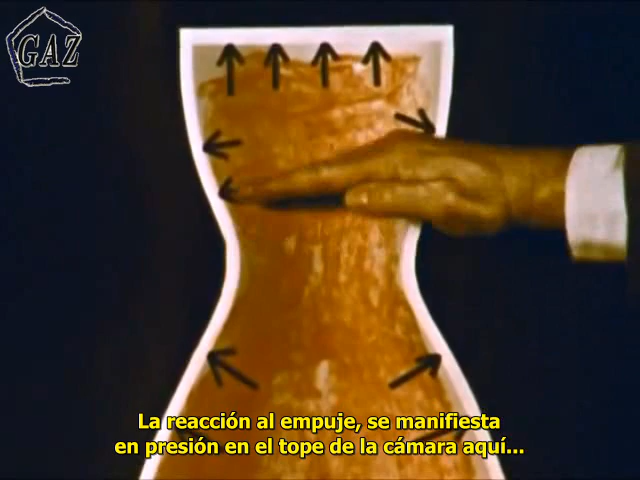 GAZ
La reacción al empuje, se manifiesta
en presión en el tope de la cámara aquí...